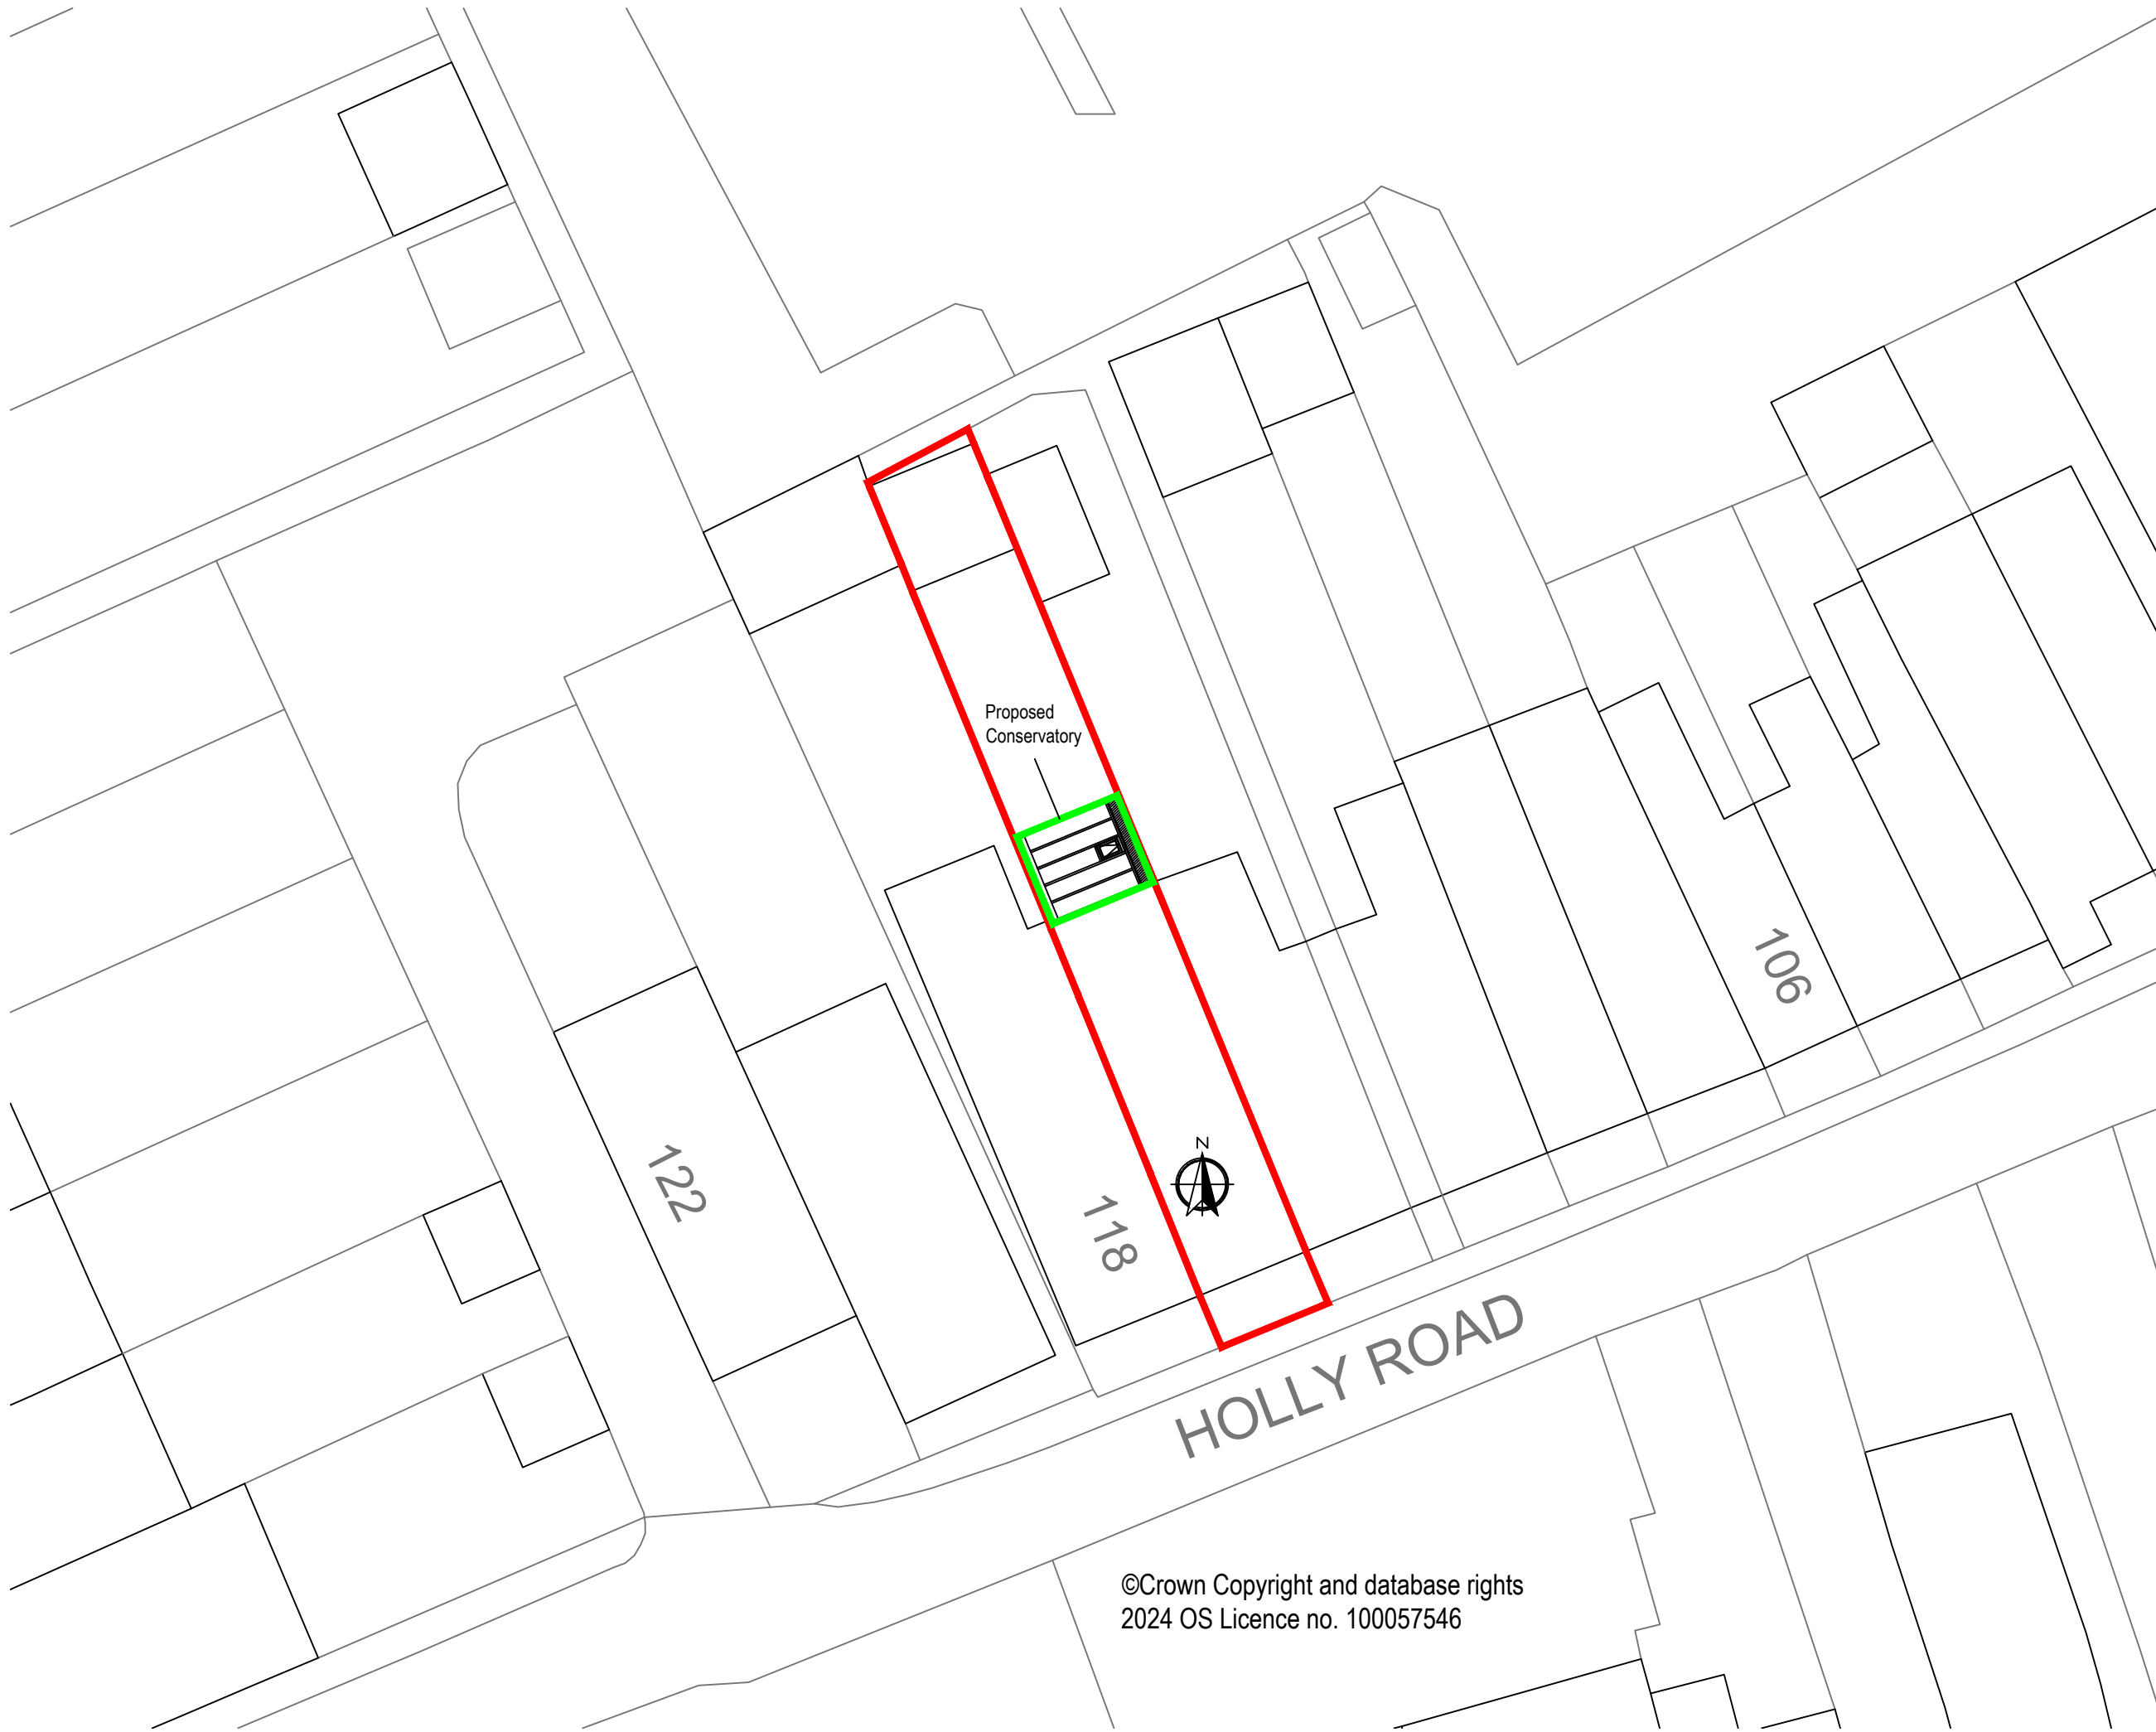 Proposed
Conservatory
106
122
118
N
HOLLY ROAD
©Crown Copyright and database rights
2024 OS Licence no. 100057546